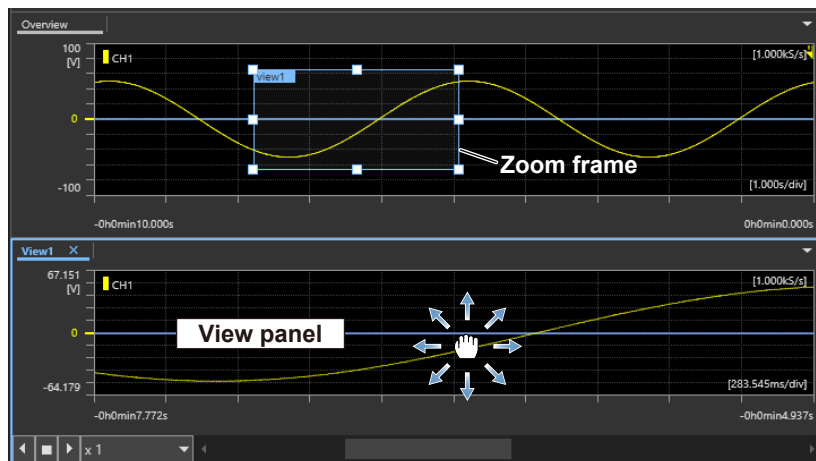 Overview
100
[V]
CH1
[1.000kS/s]
view1
0
Zoom frame
-100
[1.000s/div]
-0h0min10.000s
0h0min0.000s
View1
67.151
[V]
CH1
[1.000kS/s]
0
View panel
-64.179
[283.545ms/div]
-0h0min7.772s
-0h0min4.937s
x 1